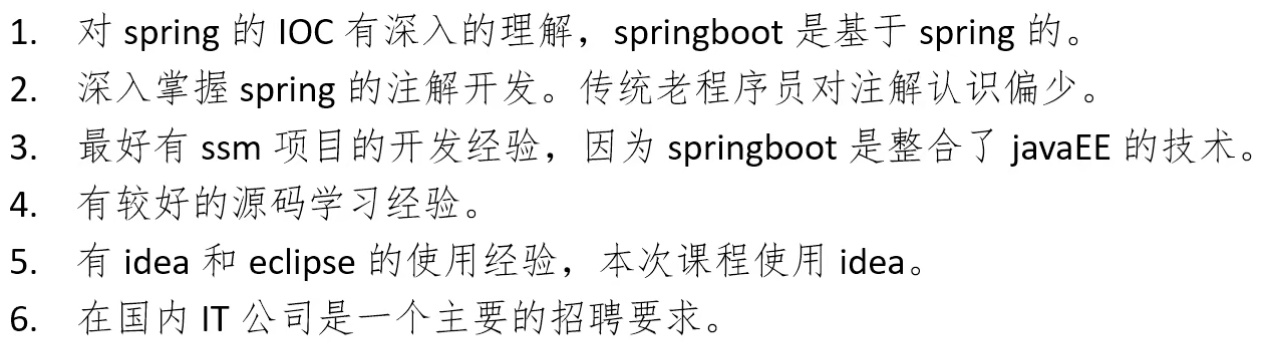 1. 对 spring 的 IOC 有深入的理解，springboot 是基于 spring 的。
2. 深入掌握 spring 的注解开发。传统老程序员对注解认识偏少。
3. 最好有 ssm 项目的开发经验，因为 springboot 是整合了 javaEE 的技术。
4. 有较好的源码学习经验。
5. 有 idea 和 eclipse 的使用经验，本次课程使用 idea。
6. 在国内 IT 公司是一个主要的招聘要求。